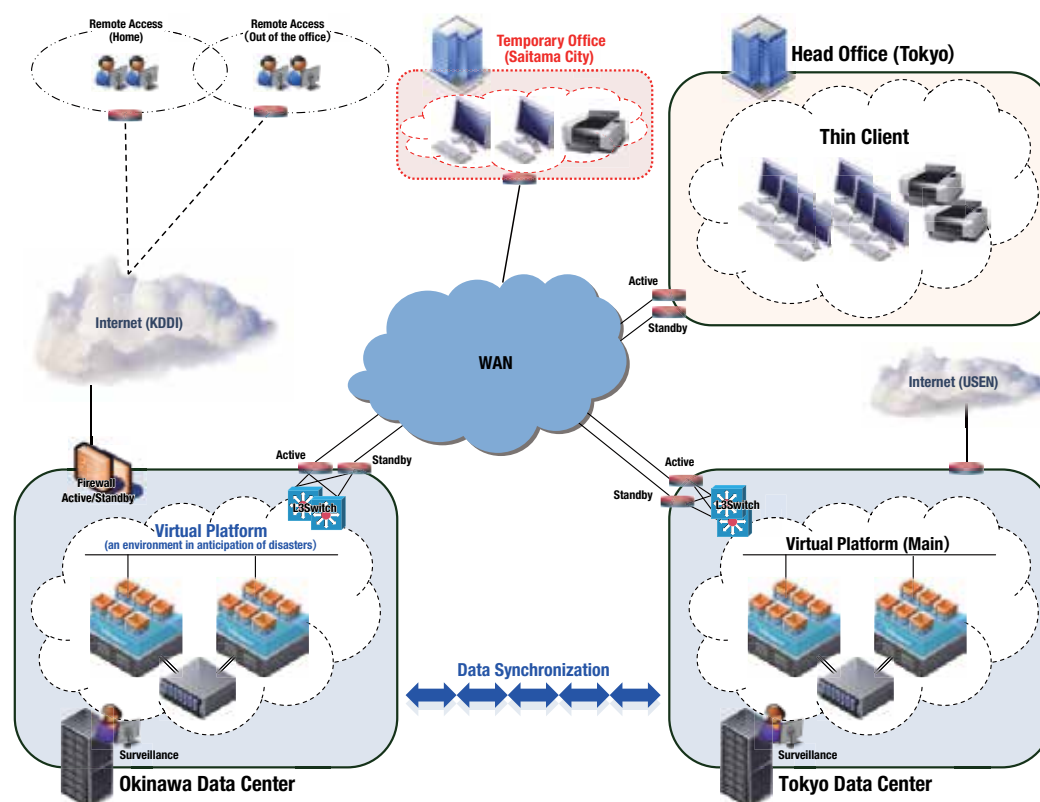 Remote Access
(Home)
Remote Access
(Out of the office)
Temporary Office
(Saitama City)
Head Office (Tokyo)
Thin Client
Active
Standby
Internet (KDDI)
WAN
Internet (USEN)
Active
Standby
Firewall
Active/Standby
L3Switch
Active
Standby
L3Switch
Virtual Platform
(an environment in anticipation of disasters)
Virtual Platform (Main)
Data Synchronization
Surveillance
Okinawa Data Center
Surveillance
Tokyo Data Center